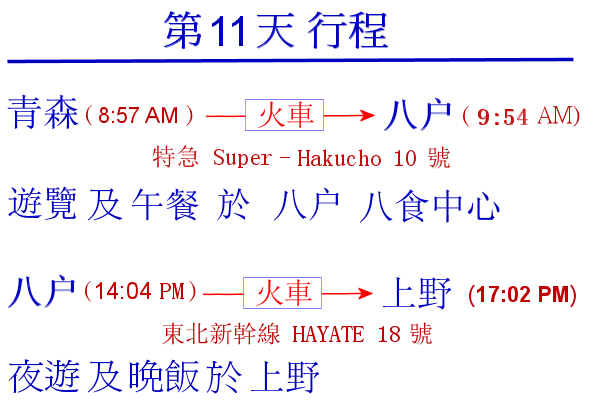 第11天 行程
青森 ( 8:57 AM ) 火車 八户 ( 9:54 AM)
特急 Super - Hakucho 10 號
遊覽 及 午餐 於 八户 八食中心
八户 (14:04 PM ) 火車 上野 (17:02 PM)
東北新幹線 HAYATE 18 號
夜遊 及 晚飯 於 上野